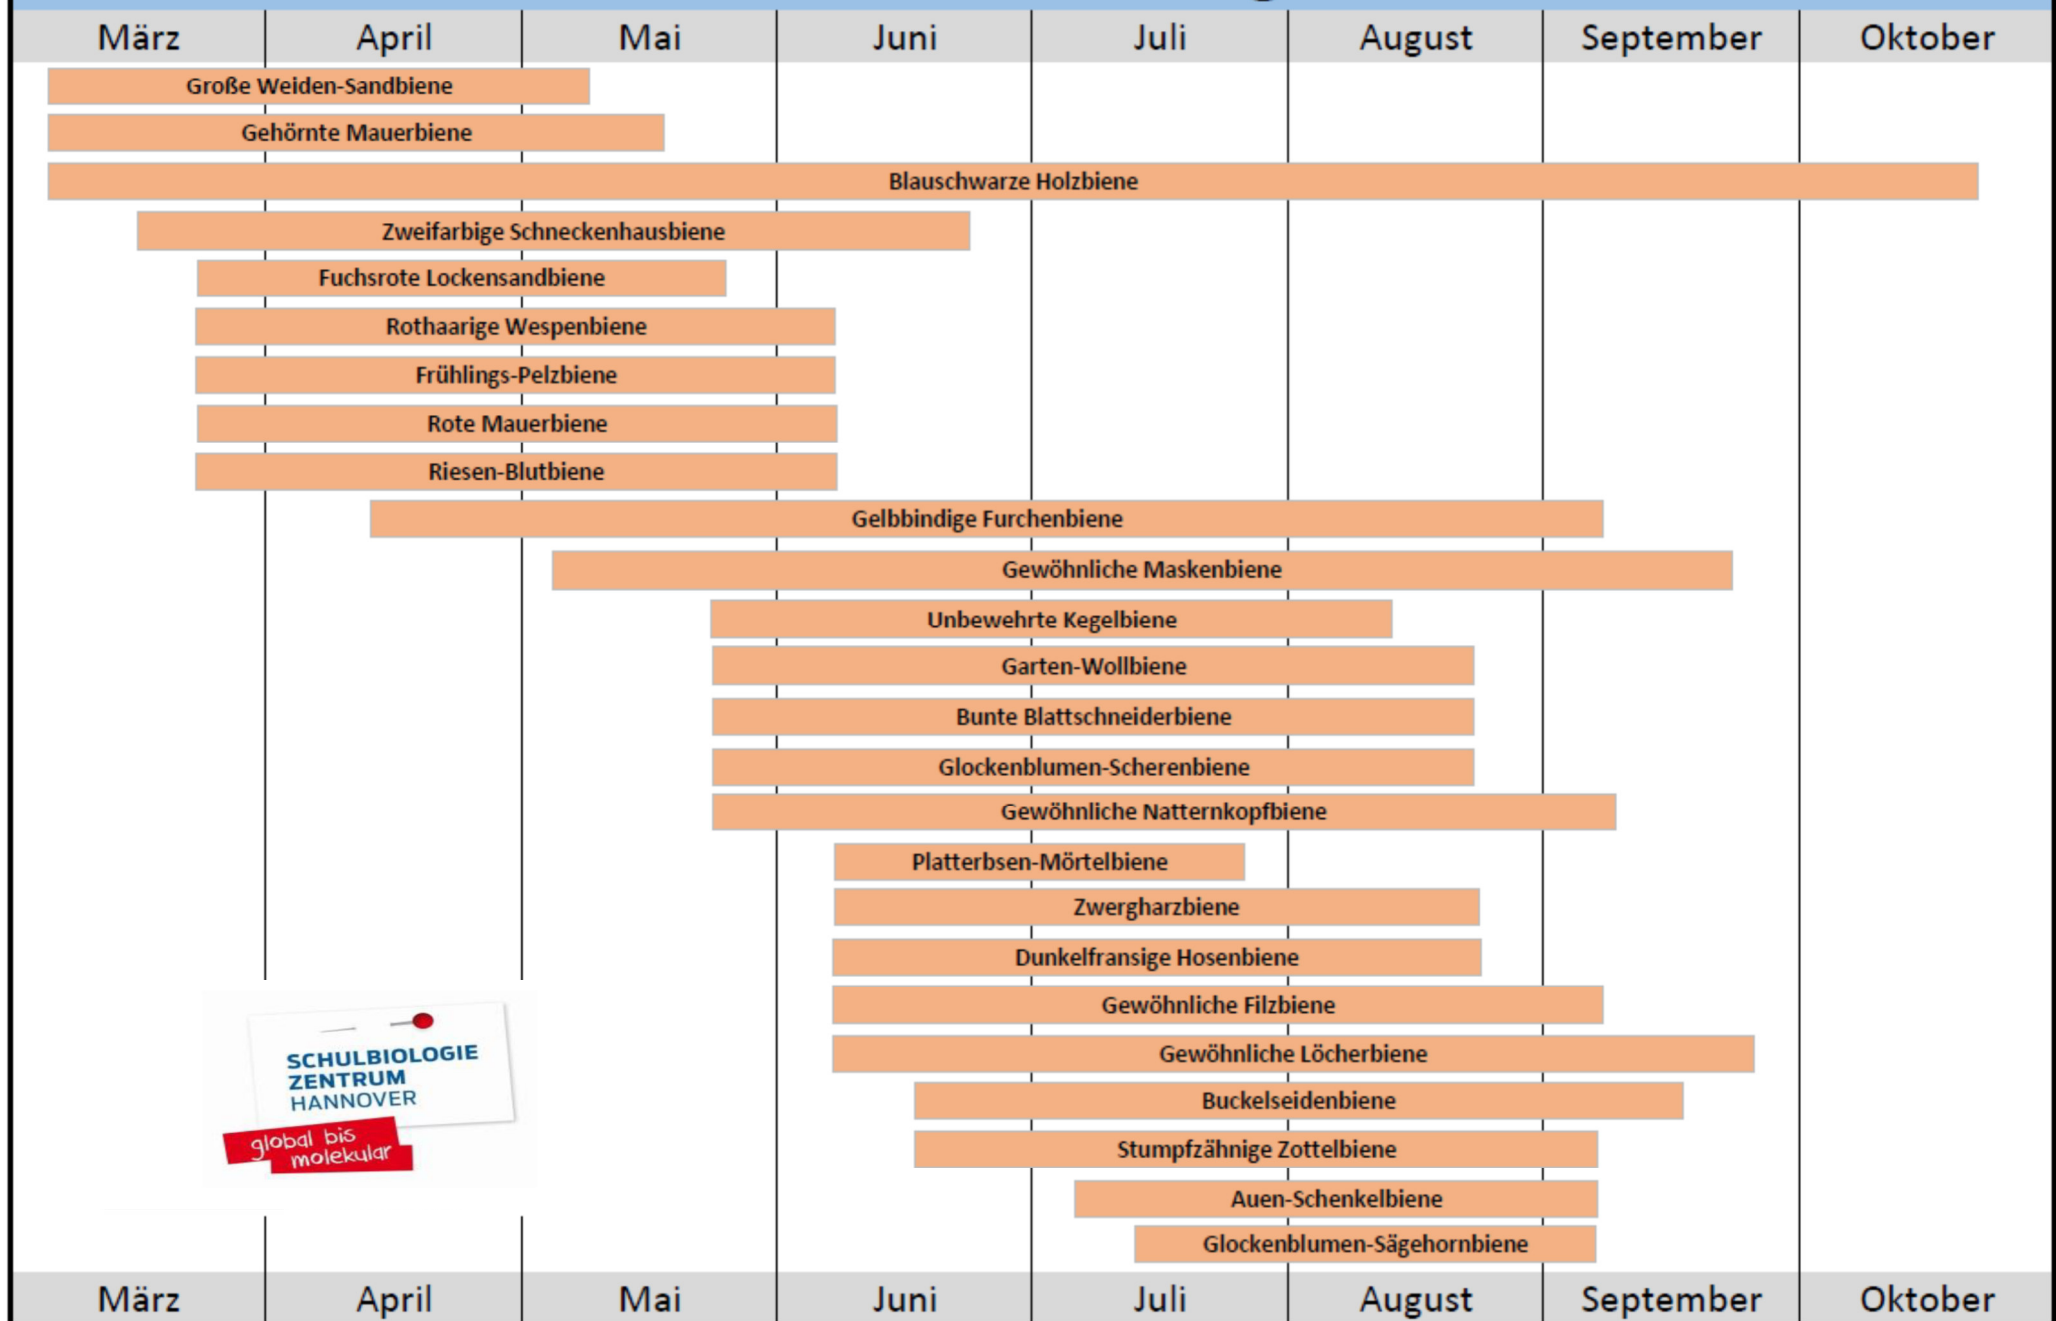 März April Mai Juni Juli August September Oktober
Große Weiden-Sandbiene
Gehörnte Mauerbiene
Blauschwarze Holzbiene
Zweifarbige Schneckenhausbiene
Fuchsrote Lockensandbiene
Rothaarige Wespenbiene
Frühlings-Pelzbiene
Rote Mauerbiene
Riesen-Blutbiene
Gelbbindige Furchenbiene
Gewöhnliche Maskenbiene
Unbewehrte Kegelbiene
Garten-Wollbiene
Bunte Blattschneiderbiene
Glockenblumen-Scherenbiene
Gewöhnliche Natternkopfbiene
Platterbsen-Mörtelbiene
Zwergharzbiene
Dunkelfransige Hosenbiene
Gewöhnliche Filzbiene
Gewöhnliche Löcherbiene
Buckelseidenbiene
Stumpfzähnige Zottelbiene
Auen-Schenkelbiene
Glockenblumen-Sägehornbiene
SCHULBIOLOGIE
ZENTRUM
HANNOVER
global bis
molekular
März April Mai Juni Juli August September Oktober